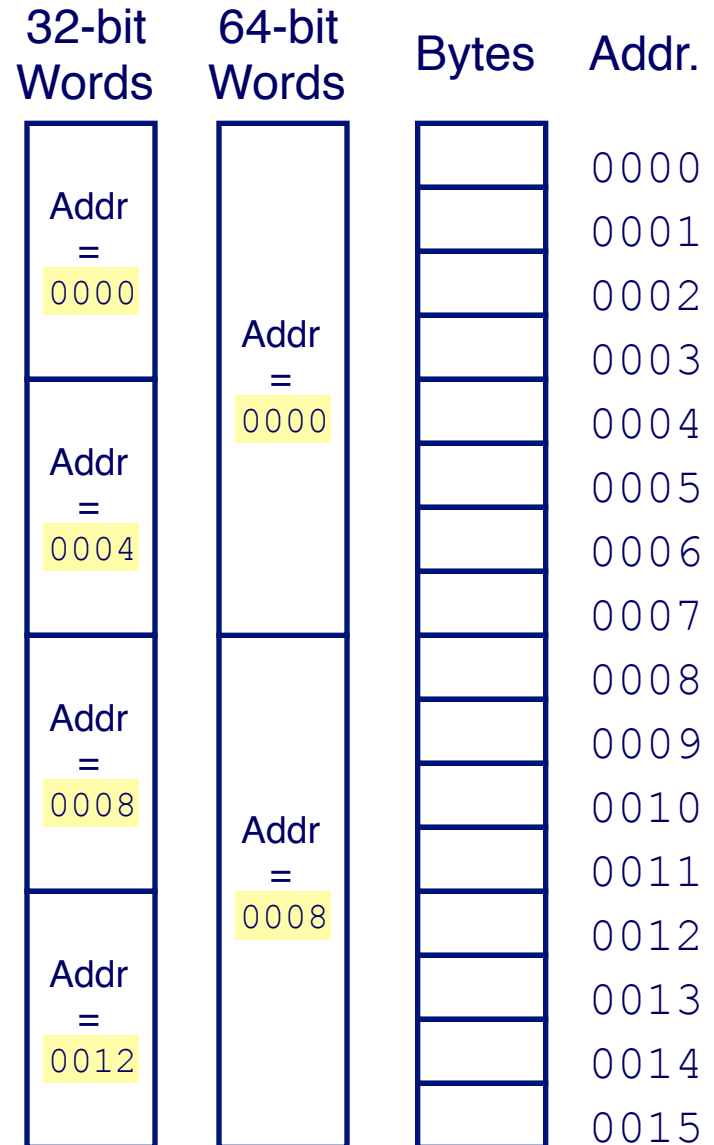 32-bit Words
64-bit Words
Bytes
Addr.
Addr
=
0000
Addr
=
0004
Addr
=
0008
Addr
=
0012
Addr
=
0000
Addr
=
0008
0000
0001
0002
0003
0004
0005
0006
0007
0008
0009
0010
0011
0012
0013
0014
0015